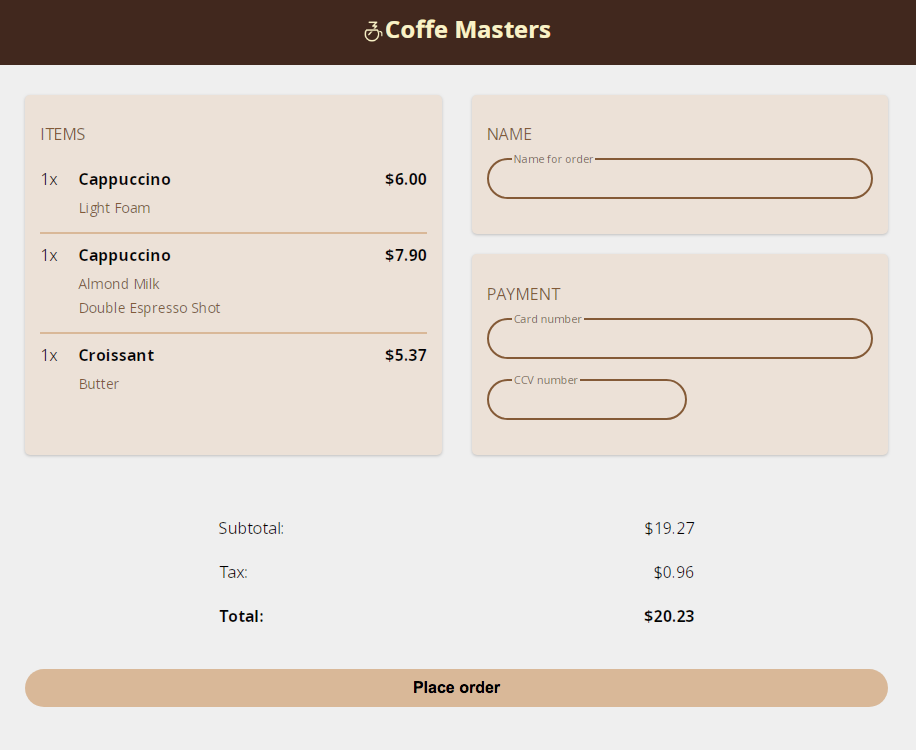 Coffe Masters
ITEMS
1x Cappuccino $6.00
Light Foam
1x Cappuccino $7.90
Almond Milk
Double Espresso Shot
1x Croissant $5.37
Butter
NAME
Name for order
PAYMENT
Card number
CCV number
Subtotal: $19.27
Tax: $0.96
Total: $20.23
Place order